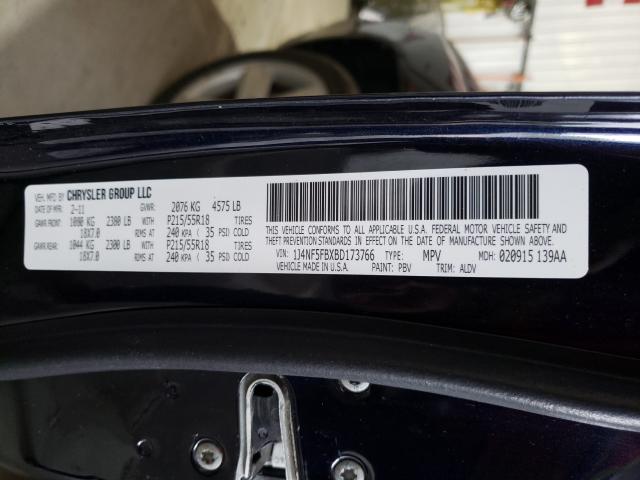 VEH. MFD BY CHRYSLER GROUP LLC
DATE OF MFR 2-11 GVWR: 2076 KG 4575 LB
GAWR FRONT: 1080 KG 2380 LB WITH P215/55R18 TIRES
18X7.0 RIMS AT 240 KPA ( 35 PSI) COLD
GAWR REAR: 1044 KG 2300 LB WITH P215/55R18 TIRES
18X7.0 RIMS AT 240 KPA ( 35 PSI) COLD
THIS VEHICLE CONFORMS TO ALL APPLICABLE U.S.A. FEDERAL MOTOR VEHICLE SAFETY AND
THEFT PREVENTION STANDARDS IN EFFECT ON THE DATE OF MANUFACTURE SHOWN ABOVE.
VIN: 1J4NF5FBXBD173766 TYPE: MPV MDH: 020915 139AA
VEHICLE MADE IN U.S.A. PAINT: PBV TRIM: ALDV